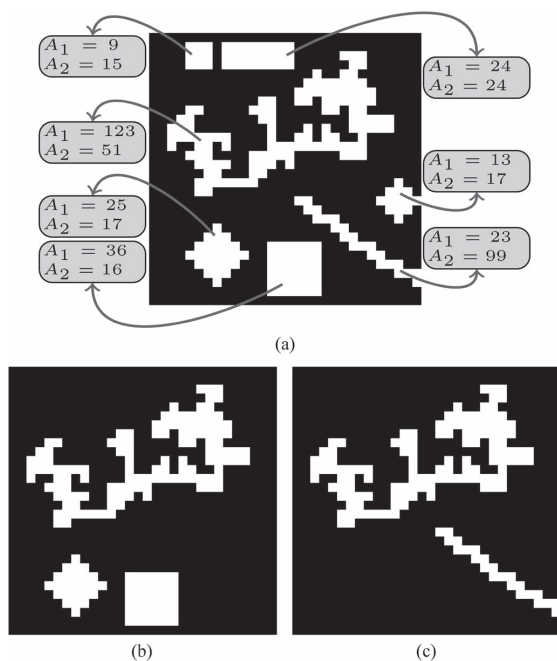 A1 = 9
A2 = 15
A1 = 24
A2 = 24
A1 = 123
A2 = 51
A1 = 13
A2 = 17
A1 = 25
A2 = 17
A1 = 36
A2 = 16
A1 = 23
A2 = 99
(a)
(b) (c)